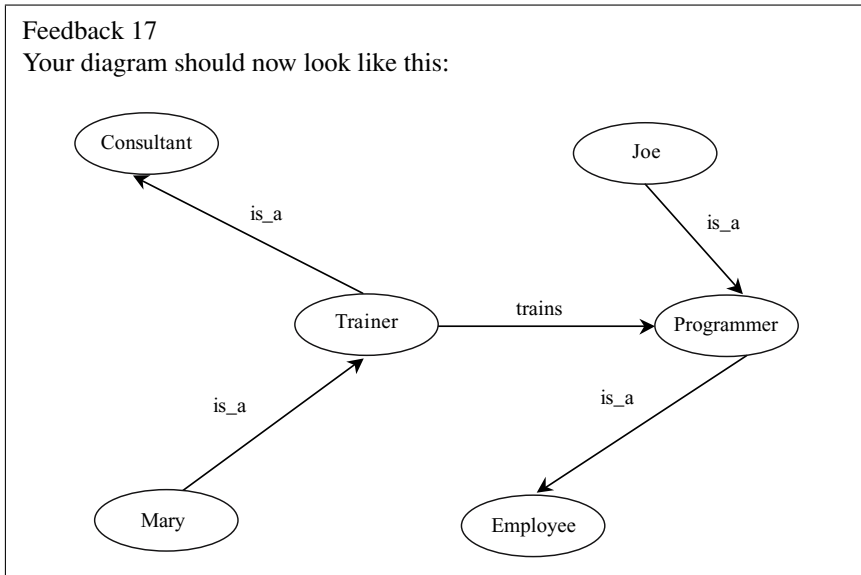 Feedback 17
Your diagram should now look like this:
Consultant
Joe
is_a
is_a
Trainer
trains
Programmer
is_a
is_a
Mary
Employee